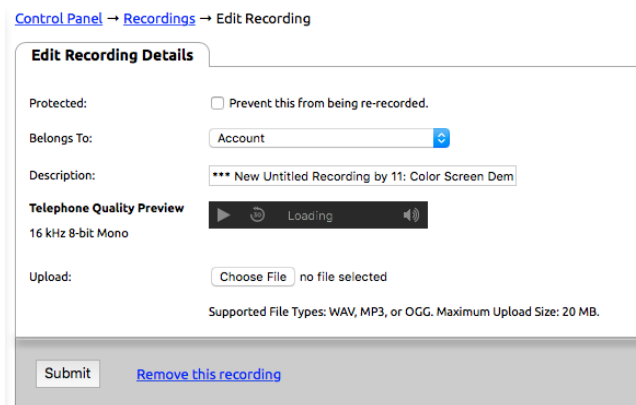 Control Panel → Recordings → Edit Recording
Edit Recording Details
Protected: Prevent this from being re-recorded.
Belongs To: Account
Description: *** New Untitled Recording by 11: Color Screen Dem
Telephone Quality Preview
16 kHz 8-bit Mono
30 Loading
Upload: Choose File no file selected
Supported File Types: WAV, MP3, or OGG. Maximum Upload Size: 20 MB.
Submit Remove this recording